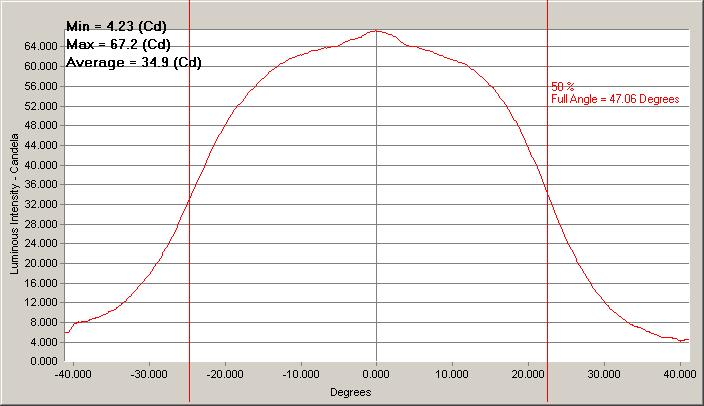 Min = 4.23 (Cd)
Max = 67.2 (Cd)
Average = 34.9 (Cd)
50 %
Full Angle = 47.06 Degrees
Luminous Intensity - Candela
64.000
60.000
56.000
52.000
48.000
44.000
40.000
36.000
32.000
28.000
24.000
20.000
16.000
12.000
8.000
4.000
0.000
-40.000 -30.000 -20.000 -10.000 0.000 10.000 20.000 30.000 40.000
Degrees